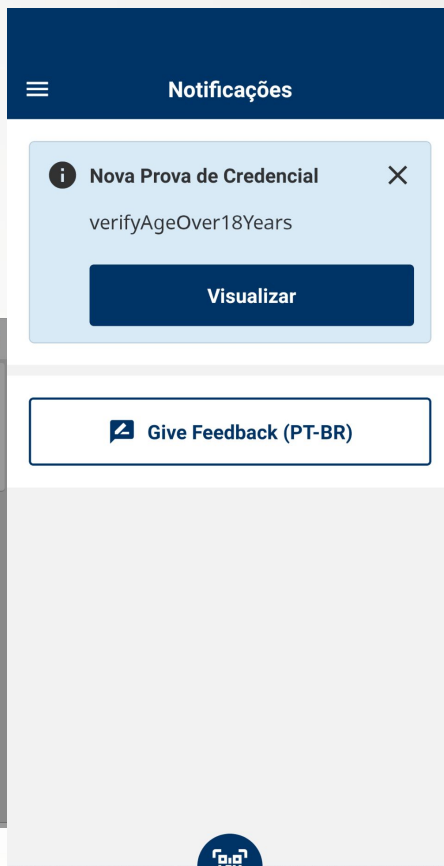 Notificações
Nova Prova de Credencial
verifyAgeOver18Years
Visualizar
Give Feedback (PT-BR)